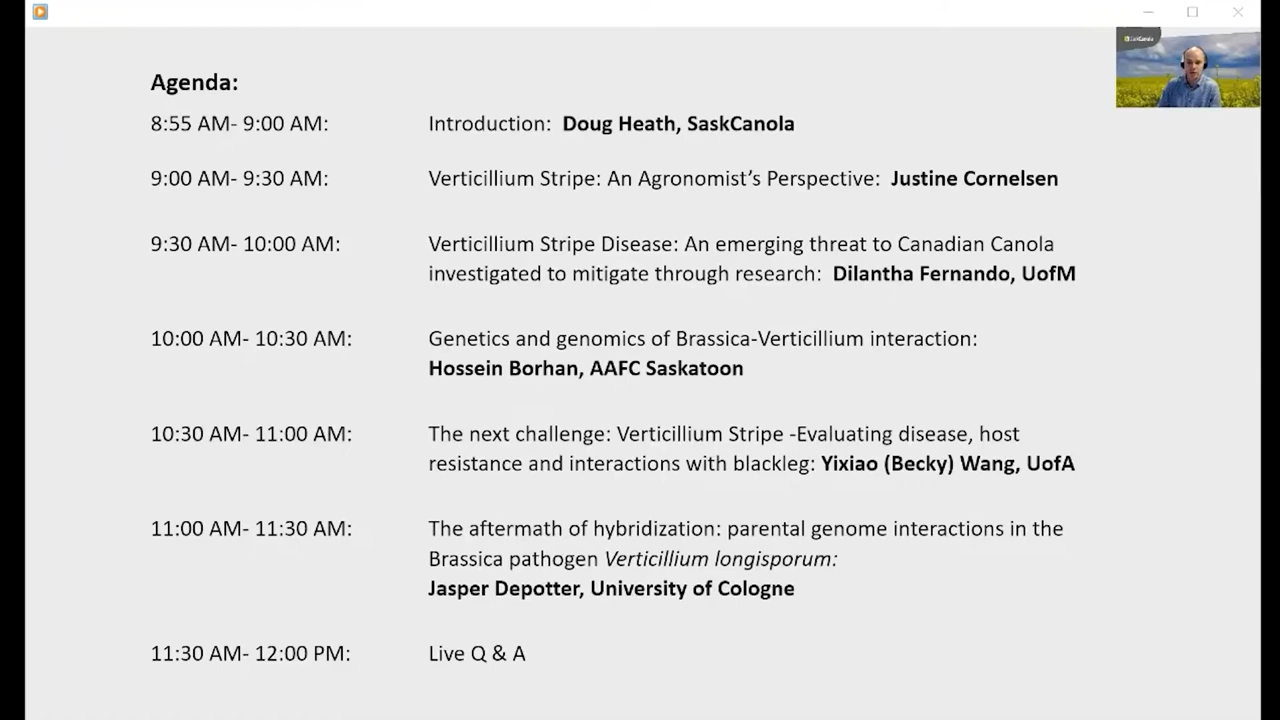 SaskCanola
Agenda:
8:55 AM- 9:00 AM: Introduction: Doug Heath, SaskCanola
9:00 AM- 9:30 AM: Verticillium Stripe: An Agronomist’s Perspective: Justine Cornelsen
9:30 AM- 10:00 AM: Verticillium Stripe Disease: An emerging threat to Canadian Canola
investigated to mitigate through research: Dilantha Fernando, UofM
10:00 AM- 10:30 AM: Genetics and genomics of Brassica-Verticillium interaction:
Hossein Borhan, AAFC Saskatoon
10:30 AM- 11:00 AM: The next challenge: Verticillium Stripe -Evaluating disease, host
resistance and interactions with blackleg: Yixiao (Becky) Wang, UofA
11:00 AM- 11:30 AM: The aftermath of hybridization: parental genome interactions in the
Brassica pathogen Verticillium longisporum:
Jasper Depotter, University of Cologne
11:30 AM- 12:00 PM: Live Q & A